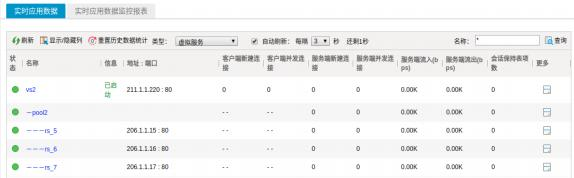 实时应用数据 实时应用数据监控报表
刷新 显示/隐藏列 重置历史数据统计 类型： 虚拟服务 自动刷新： 每隔 3 秒 还剩1秒 名称： * 查询
状态 名称 信息 地址：端口 客户端新建连接 客户端并发连接 服务端新建连接 服务端并发连接 服务端流入(bps) 服务端流出(bps) 会话保持表项数 更多
vs2 已启动 211.1.1.220 : 80 0 0 0 0 0.00K 0.00K 0
－pool2 - - - - 0 0 0.00K 0.00K 0
－－－rs_5 206.1.1.15 : 80 - - - - 0 0 0.00K 0.00K 0
－－－rs_6 206.1.1.16 : 80 - - - - 0 0 0.00K 0.00K 0
－－－rs_7 206.1.1.17 : 80 - - - - 0 0 0.00K 0.00K 0